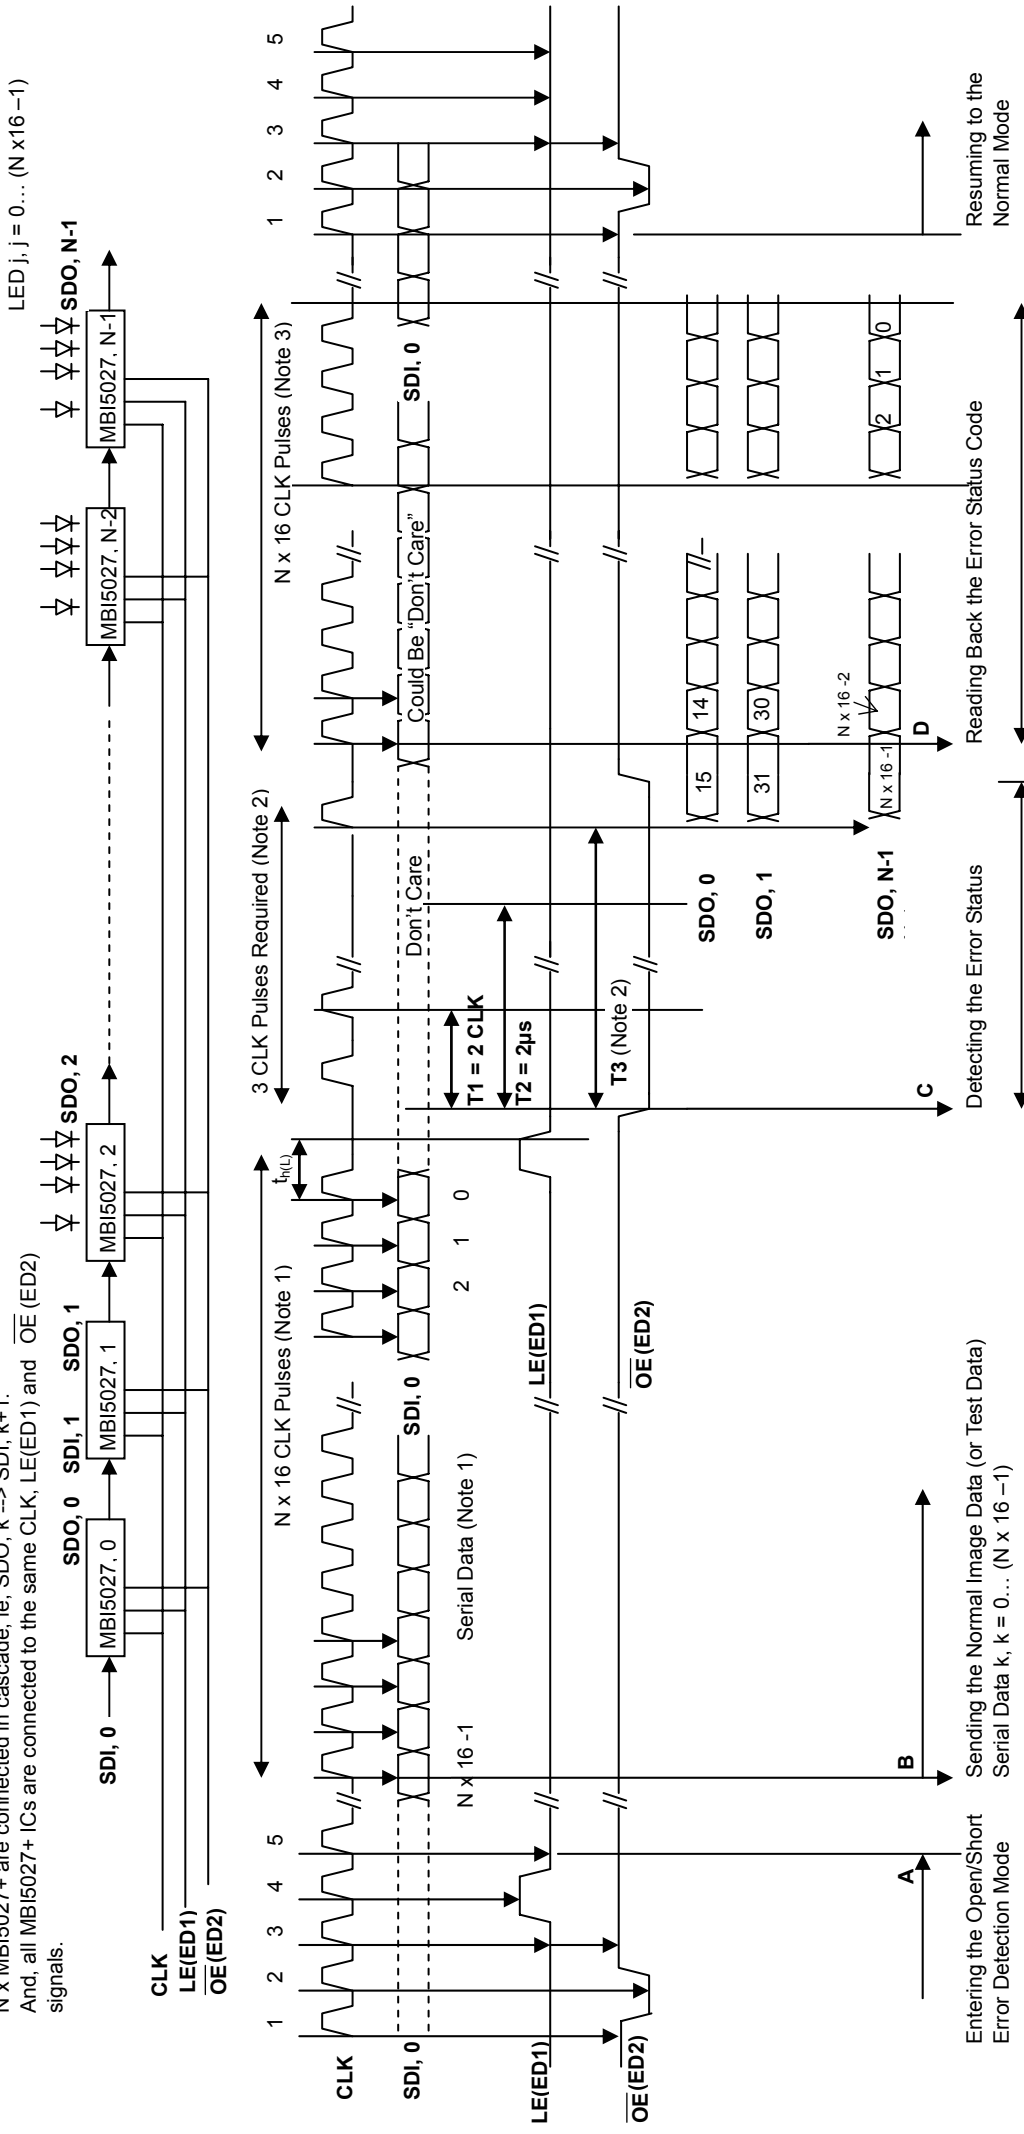 N x MBI5027+ are connected in cascade, ie, SDO, k --> SDI, k+1.
And, all MBI5027+ ICs are connected to the same CLK, LE(ED1) and OE (ED2)
signals.
LED j, j = 0… (N x16 –1)
SDI, 0
MBI5027, 0
SDO, 0
SDI, 1
MBI5027, 1
SDO, 1
MBI5027, 2
SDO, 2
MBI5027, N-2
MBI5027, N-1
SDO, N-1
CLK
LE(ED1)
OE (ED2)
N x 16 CLK Pulses (Note 1)
3 CLK Pulses Required (Note 2)
N x 16 CLK Pulses (Note 3)
th(L)
1 2 3 4 5
1 2 3 4 5
CLK
SDI, 0
SDI, 0
Don't Care
Could Be "Don't Care"
SDI, 0
N x 16 -1
Serial Data (Note 1)
2 1 0
T1 = 2 CLK
T2 = 2µs
T3 (Note 2)
LE(ED1)
LE(ED1)
OE (ED2)
OE (ED2)
SDO, 0
15 14
SDO, 1
31 30
SDO, N-1
N x 16 -1
N x 16 -2
2 1 0
A
B
C
D
Entering the Open/Short
Error Detection Mode
Sending the Normal Image Data (or Test Data)
Serial Data k, k = 0… (N x 16 –1)
Detecting the Error Status
Reading Back the Error Status Code
Resuming to the
Normal Mode